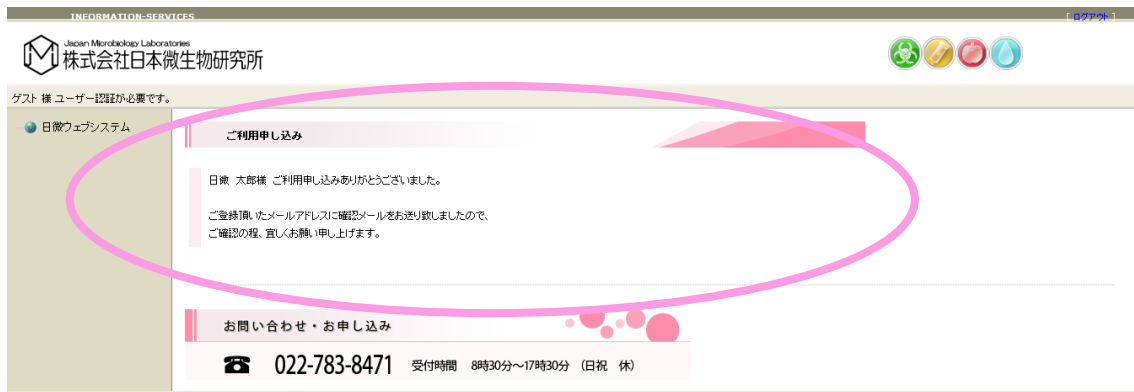 INFORMATION-SERVICES
[ ログアウト ]
Japan Microbiology Laboratories
株式会社日本微生物研究所
ゲスト 様 ユーザー認証が必要です。
日微ウェブシステム
ご利用申し込み
日微 太郎様 ご利用申し込みありがとうございました。
ご登録頂いたメールアドレスに確認メールをお送り致しましたので、
ご確認の程、宜しくお願い申し上げます。
お問い合わせ・お申し込み
☎ 022-783-8471 受付時間 8時30分～17時30分 （日祝 休）